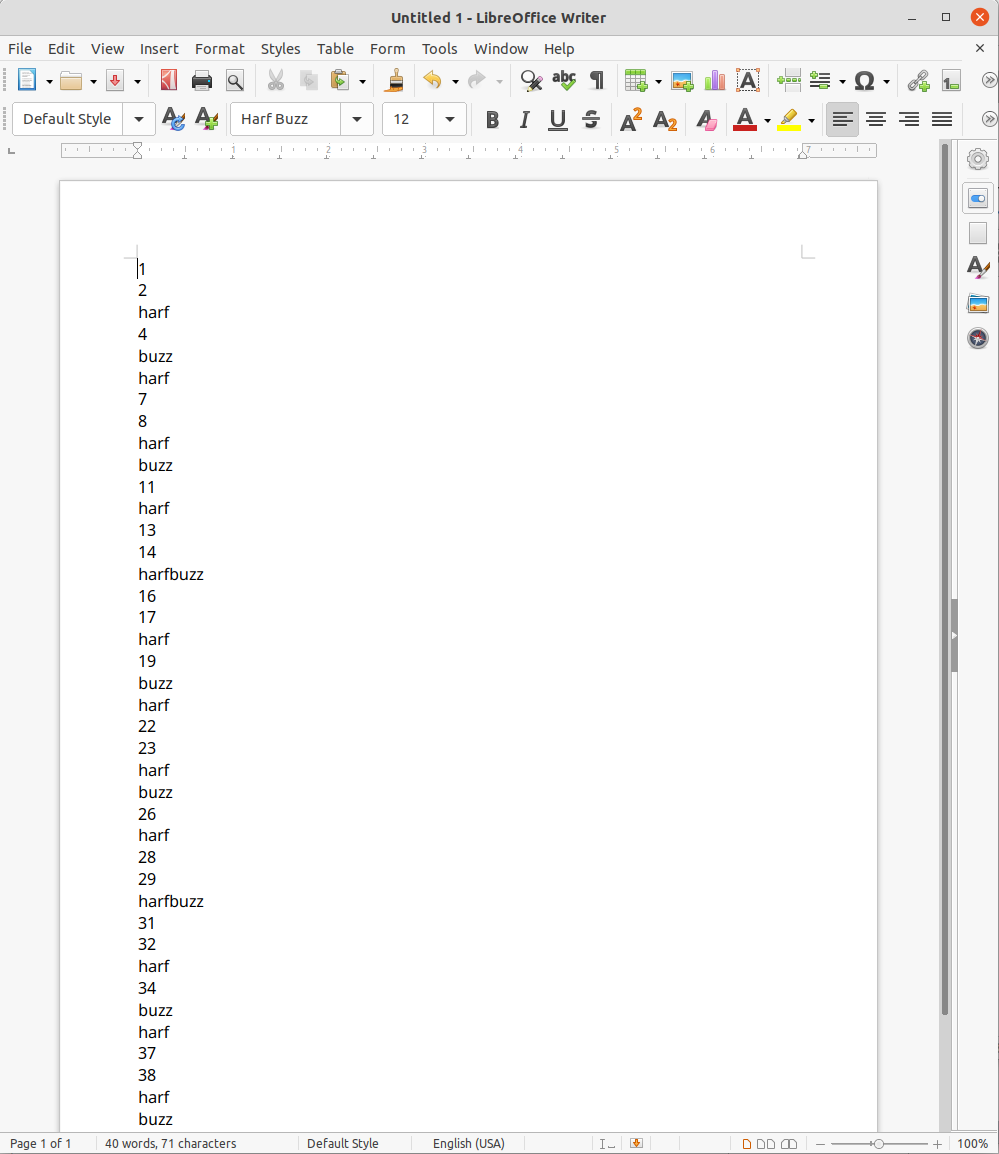 Untitled 1 - LibreOffice Writer
File Edit View Insert Format Styles Table Form Tools Window Help
Default Style Harf Buzz 12
1 2 3 4 5 6 7
1
2
harf
4
buzz
harf
7
8
harf
buzz
11
harf
13
14
harfbuzz
16
17
harf
19
buzz
harf
22
23
harf
buzz
26
harf
28
29
harfbuzz
31
32
harf
34
buzz
harf
37
38
harf
buzz
Page 1 of 1 40 words, 71 characters Default Style English (USA) 100%